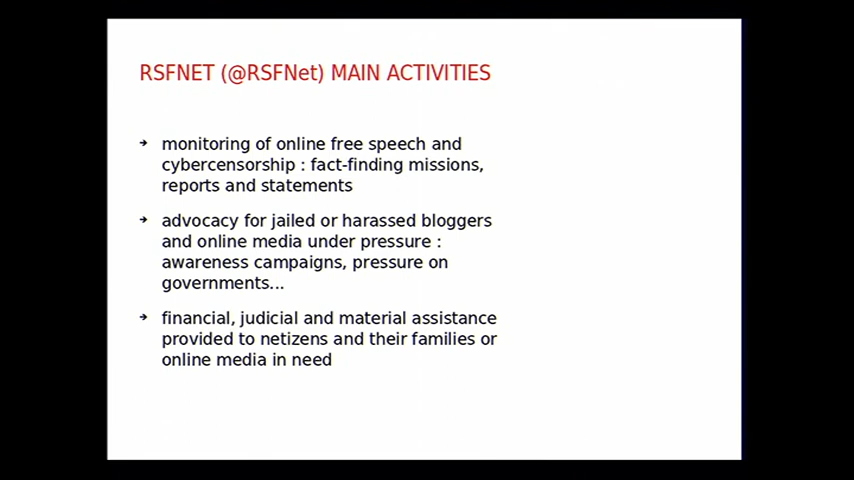 RSFNET (@RSFNet) MAIN ACTIVITIES
➔ monitoring of online free speech and
cybercensorship : fact-finding missions,
reports and statements
➔ advocacy for jailed or harassed bloggers
and online media under pressure :
awareness campaigns, pressure on
governments...
➔ financial, judicial and material assistance
provided to netizens and their families or
online media in need